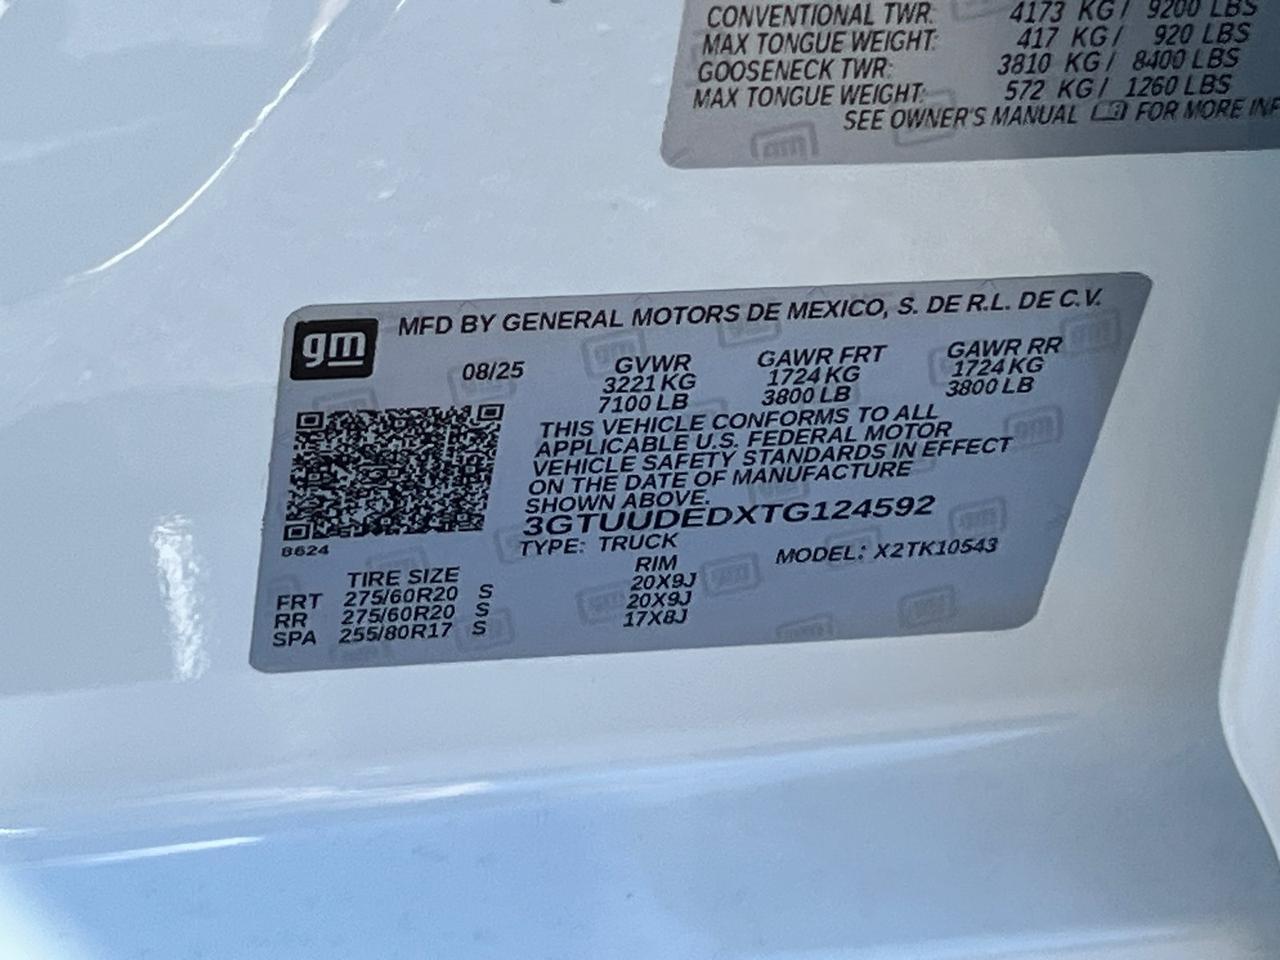 CONVENTIONAL TWR: 4173 KG / 9200 LBS
MAX TONGUE WEIGHT: 417 KG / 920 LBS
GOOSENECK TWR: 3810 KG / 8400 LBS
MAX TONGUE WEIGHT: 572 KG / 1260 LBS
SEE OWNER'S MANUAL FOR MORE
gm
MFD BY GENERAL MOTORS DE MEXICO, S. DE R.L. DE C.V.
08/25 GVWR GAWR FRT GAWR RR
3221 KG 1724 KG 1724 KG
7100 LB 3800 LB 3800 LB
THIS VEHICLE CONFORMS TO ALL
APPLICABLE U.S. FEDERAL MOTOR
VEHICLE SAFETY STANDARDS IN EFFECT
ON THE DATE OF MANUFACTURE
SHOWN ABOVE.
3GTUUDEDXTG124592
8624
TYPE: TRUCK MODEL: X2TK10543
TIRE SIZE RIM
FRT 275/60R20 S 20X9J
RR 275/60R20 S 20X9J
SPA 255/80R17 S 17X8J